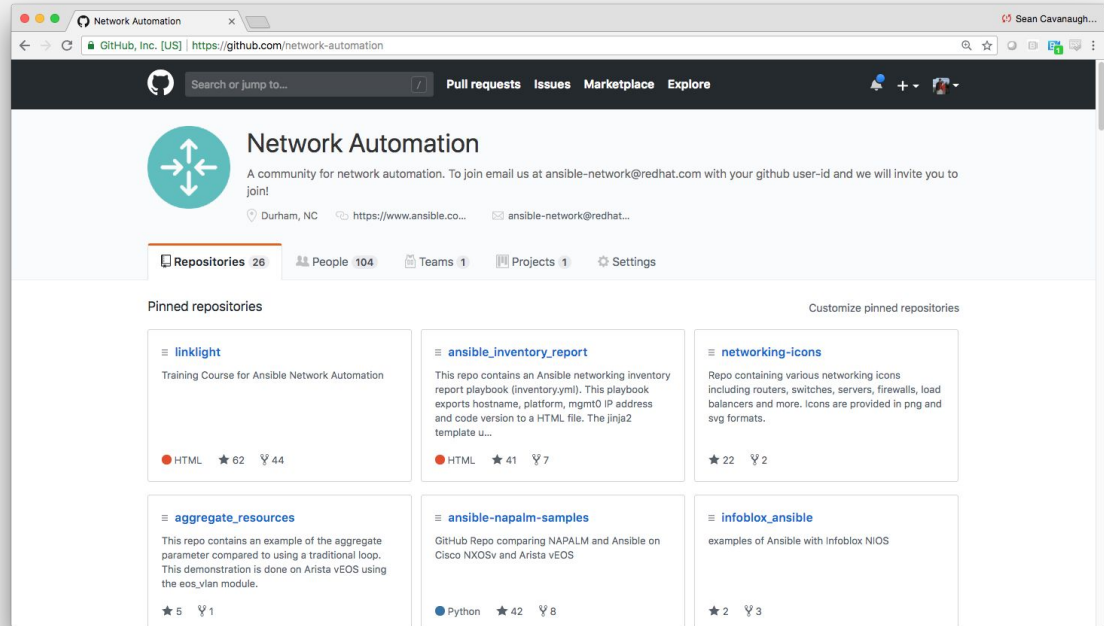 Network Automation
Sean Cavanaugh...
GitHub, Inc. [US] | https://github.com/network-automation
Search or jump to... /
Pull requests Issues Marketplace Explore
Network Automation
A community for network automation. To join email us at ansible-network@redhat.com with your github user-id and we will invite you to
join!
Durham, NC https://www.ansible.co... ansible-network@redhat...
Repositories 26 People 104 Teams 1 Projects 1 Settings
Pinned repositories
Customize pinned repositories
linklight
Training Course for Ansible Network Automation
HTML 62 44
ansible_inventory_report
This repo contains an Ansible networking inventory
report playbook (inventory.yml). This playbook
exports hostname, platform, mgmt0 IP address
and code version to a HTML file. The jinja2
template u...
HTML 41 7
networking-icons
Repo containing various networking icons
including routers, switches, servers, firewalls, load
balancers and more. Icons are provided in png and
svg formats.
22 2
aggregate_resources
This repo contains an example of the aggregate
parameter compared to using a traditional loop.
This demonstration is done on Arista vEOS using
the eos_vlan module.
5 1
ansible-napalm-samples
GitHub Repo comparing NAPALM and Ansible on
Cisco NXOSv and Arista vEOS
Python 42 8
infoblox_ansible
examples of Ansible with Infoblox NIOS
2 3